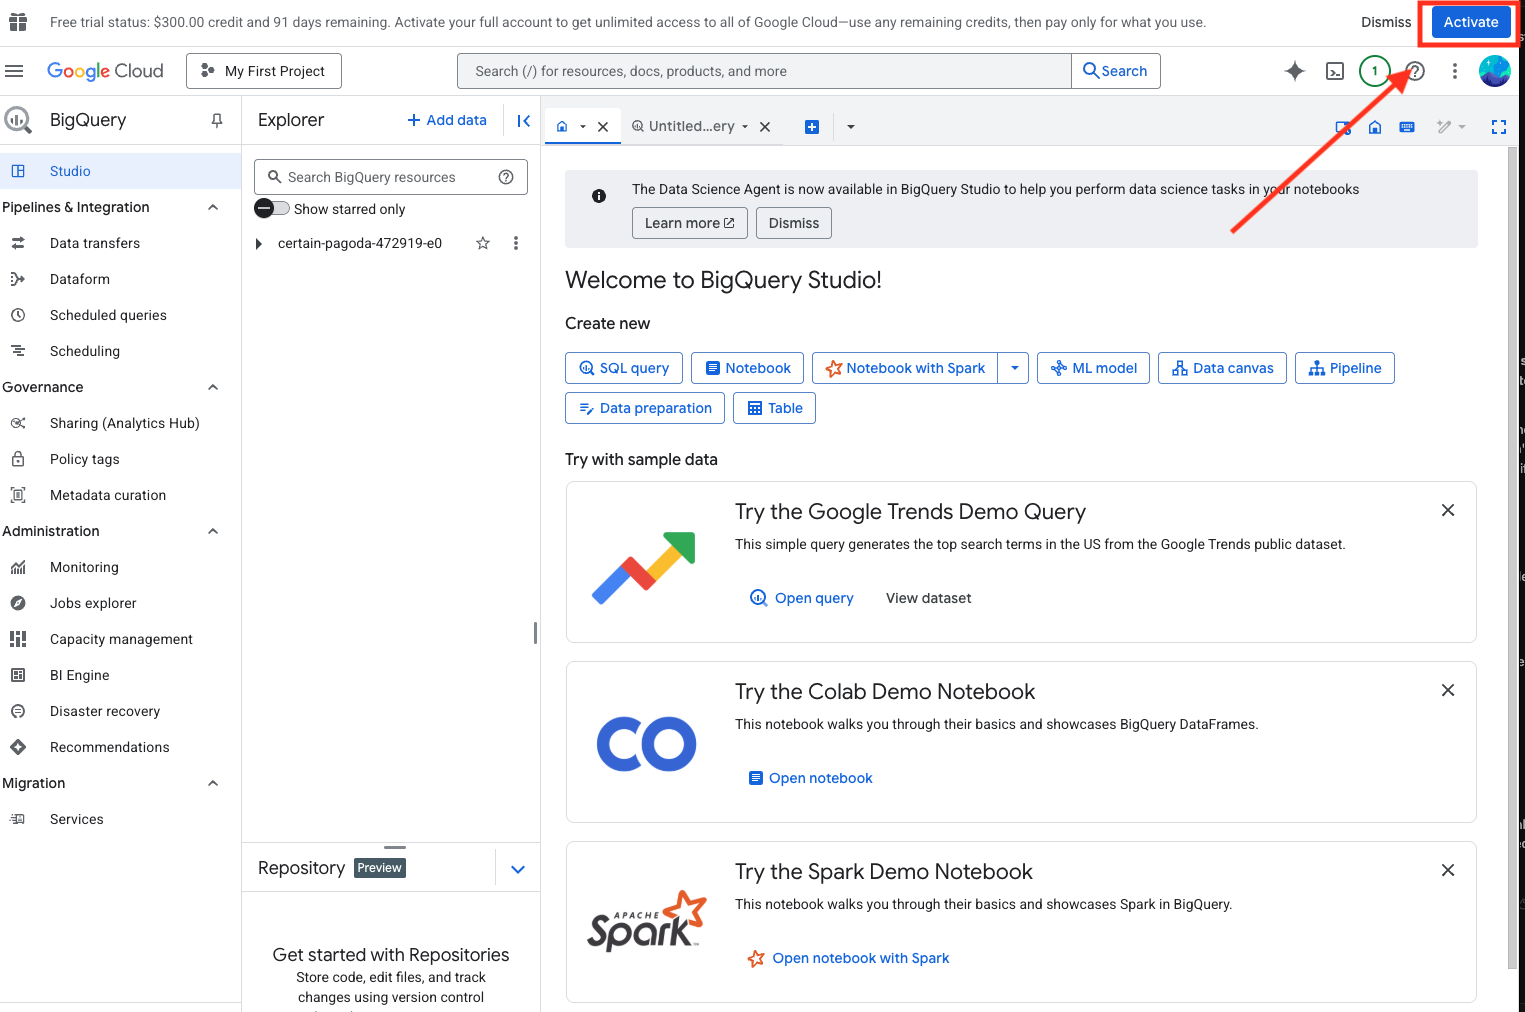 Free trial status: $300.00 credit and 91 days remaining. Activate your full account to get unlimited access to all of Google Cloud—use any remaining credits, then pay only for what you use.
Dismiss
Activate
Google Cloud
My First Project
Search (/) for resources, docs, products, and more
Search
1
BigQuery
Studio
Pipelines & Integration
Data transfers
Dataform
Scheduled queries
Scheduling
Governance
Sharing (Analytics Hub)
Policy tags
Metadata curation
Administration
Monitoring
Jobs explorer
Capacity management
BI Engine
Disaster recovery
Recommendations
Migration
Services
Explorer
Add data
Search BigQuery resources
Show starred only
certain-pagoda-472919-e0
Repository
Preview
Get started with Repositories
Store code, edit files, and track
changes using version control
Untitled...ery
The Data Science Agent is now available in BigQuery Studio to help you perform data science tasks in your notebooks
Learn more
Dismiss
Welcome to BigQuery Studio!
Create new
SQL query
Notebook
Notebook with Spark
ML model
Data canvas
Pipeline
Data preparation
Table
Try with sample data
Try the Google Trends Demo Query
This simple query generates the top search terms in the US from the Google Trends public dataset.
Open query
View dataset
CO
Try the Colab Demo Notebook
This notebook walks you through their basics and showcases BigQuery DataFrames.
Open notebook
APACHE
Spark
Try the Spark Demo Notebook
This notebook walks you through their basics and showcases Spark in BigQuery.
Open notebook with Spark